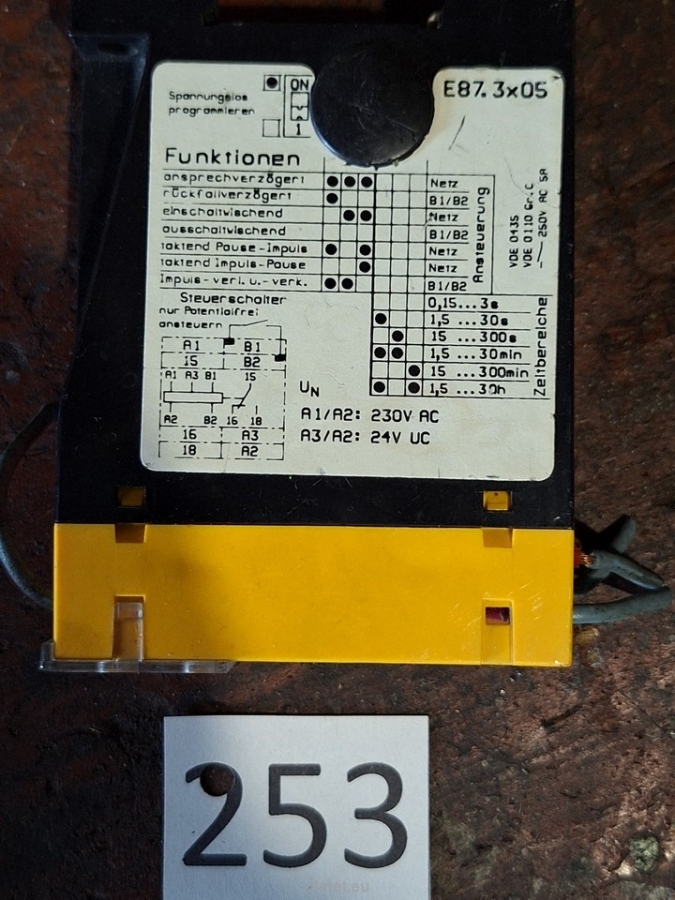 Spannungslos
programmieren
ON
1
E87.3x05
Funktionen
ansprechverzögert Netz
rückfallverzögert B1/B2
einschaltwischend Netz
ausschaltwischend B1/B2
taktend Pause-Impuls Netz
taktend Impuls-Pause Netz
Impuls-verl.u.-verk. B1/B2
Ansteuerung
VDE 0435
VDE 0110 Gr.C
250V AC 5A
Steuerschalter
nur Potentialfrei
ansteuern
0,15...3s
1,5 ...30s
15 ...300s
1,5 ...30min
15 ...300min
1,5 ...30h
Zeitbereiche
A1 B1
15 B2
A1 A3 B1 15
A2 B2 16 18
16 A3
18 A2
UN
A1/A2: 230V AC
A3/A2: 24V UC
253